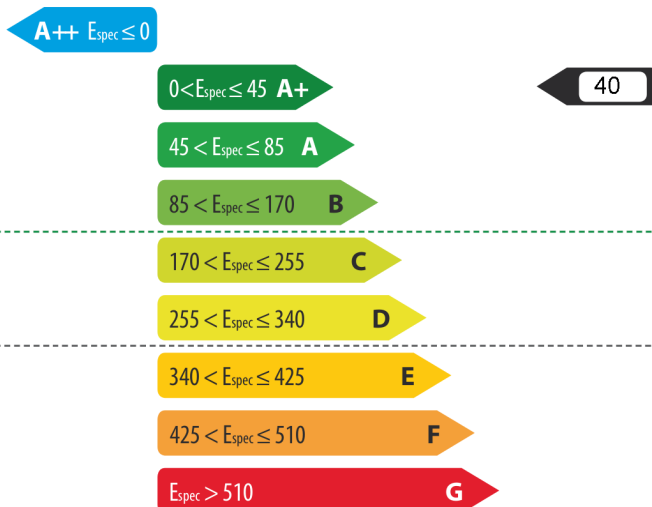 A++ Espec ≤ 0
0 < Espec ≤ 45 A+
40
45 < Espec ≤ 85 A
85 < Espec ≤ 170 B
170 < Espec ≤ 255 C
255 < Espec ≤ 340 D
340 < Espec ≤ 425 E
425 < Espec ≤ 510 F
Espec > 510 G